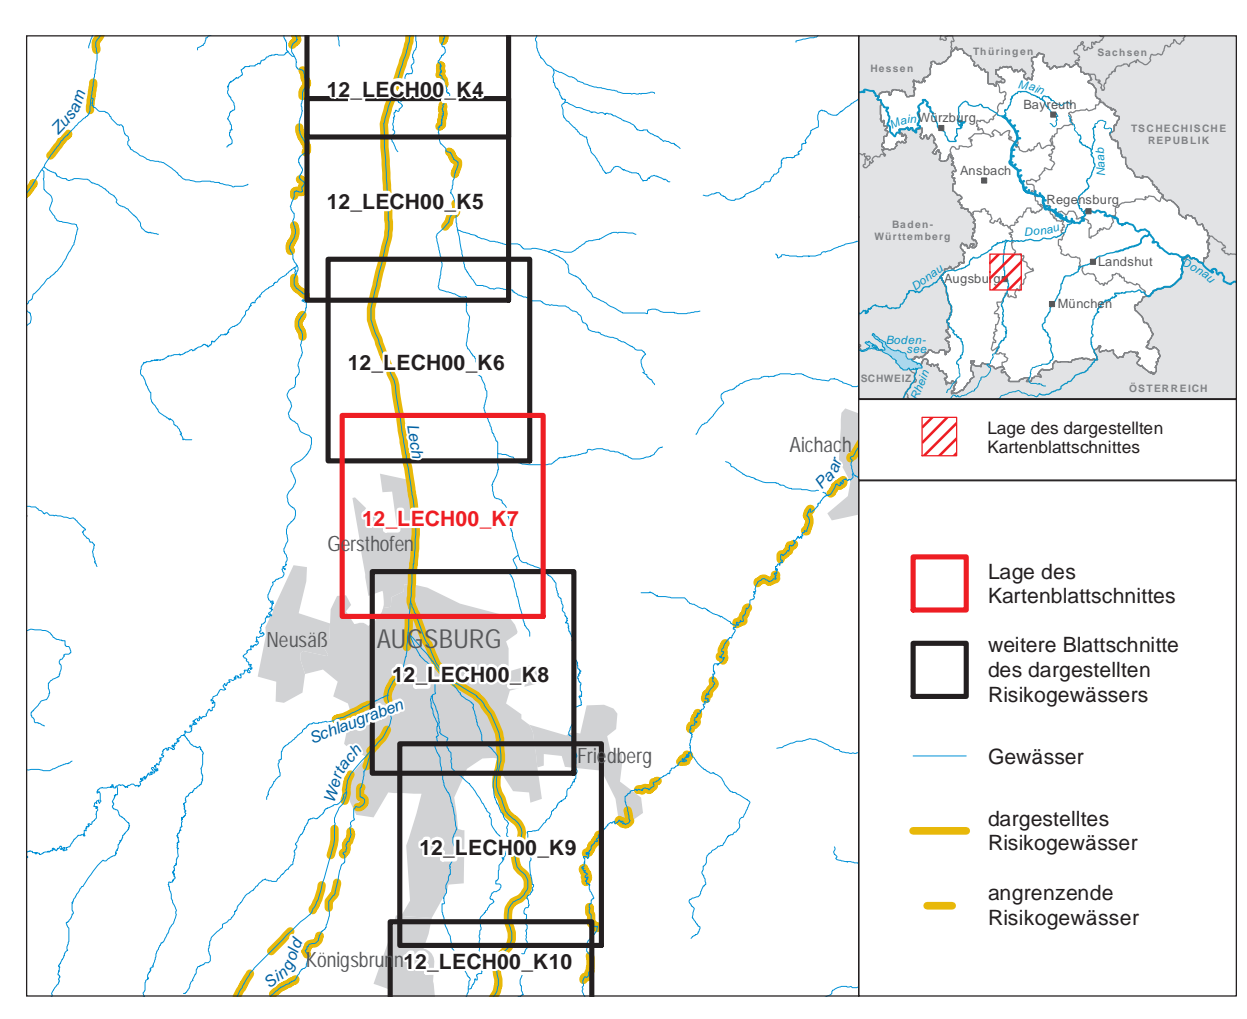 12_LECH00_K4
Zusam
12_LECH00_K5
12_LECH00_K6
Lech
Aichach
Paar
12_LECH00_K7
Gersthofen
Neusäß
AUGSBURG
12_LECH00_K8
Schlaugraben
Wertach
Friedberg
12_LECH00_K9
Singold
Königsbrunn
12_LECH00_K10
Thüringen
Sachsen
Hessen
Main
Bayreuth
Main
Würzburg
TSCHECHISCHE
REPUBLIK
Naab
Ansbach
Regensburg
Baden-
Württemberg
Donau
Donau
Landshut
Donau
Augsburg
München
Boden-
see
SCHWEIZ
Rhein
ÖSTERREICH
Lage des dargestellten
Kartenblattschnittes
Lage des
Kartenblattschnittes
weitere Blattschnitte
des dargestellten
Risikogewässers
Gewässer
dargestelltes
Risikogewässer
angrenzende
Risikogewässer